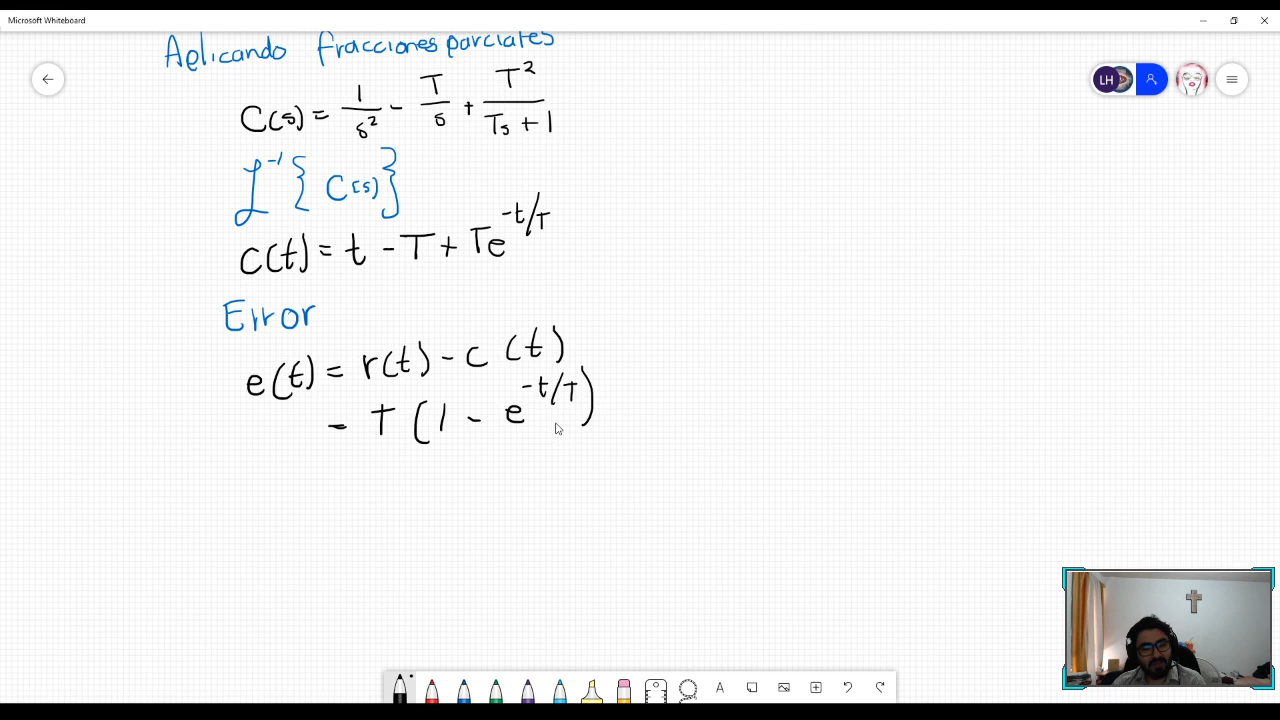 Microsoft Whiteboard
Aplicando fracciones parciales
C(s) = 1/s² - T/s + T²/Ts + 1
ℒ⁻¹ { C(s) }
c(t) = t - T + Te^-t/T
Error
e(t) = r(t) - c (t)
= T (1 - e^-t/T)
LH
A